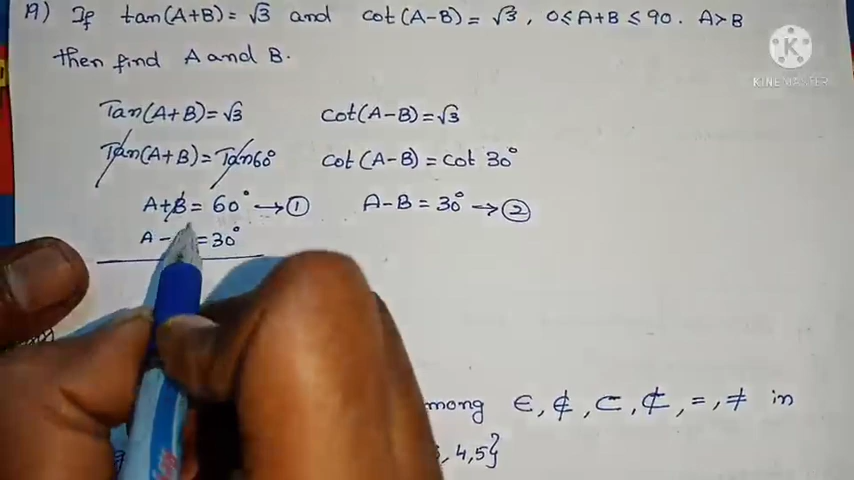 19) If tan(A+B) = √3 and cot(A-B) = √3, 0≤A+B≤90. A>B
then find A and B.
Tan(A+B) = √3 cot(A-B) = √3
Tan(A+B) = Tan60° cot(A-B) = cot 30°
A+B = 60° → ① A-B = 30° → ②
A- = 30°
mong ∈, ∉, ⊂, ⊄, =, ≠ in
,4,5}
K
KINEMASTER